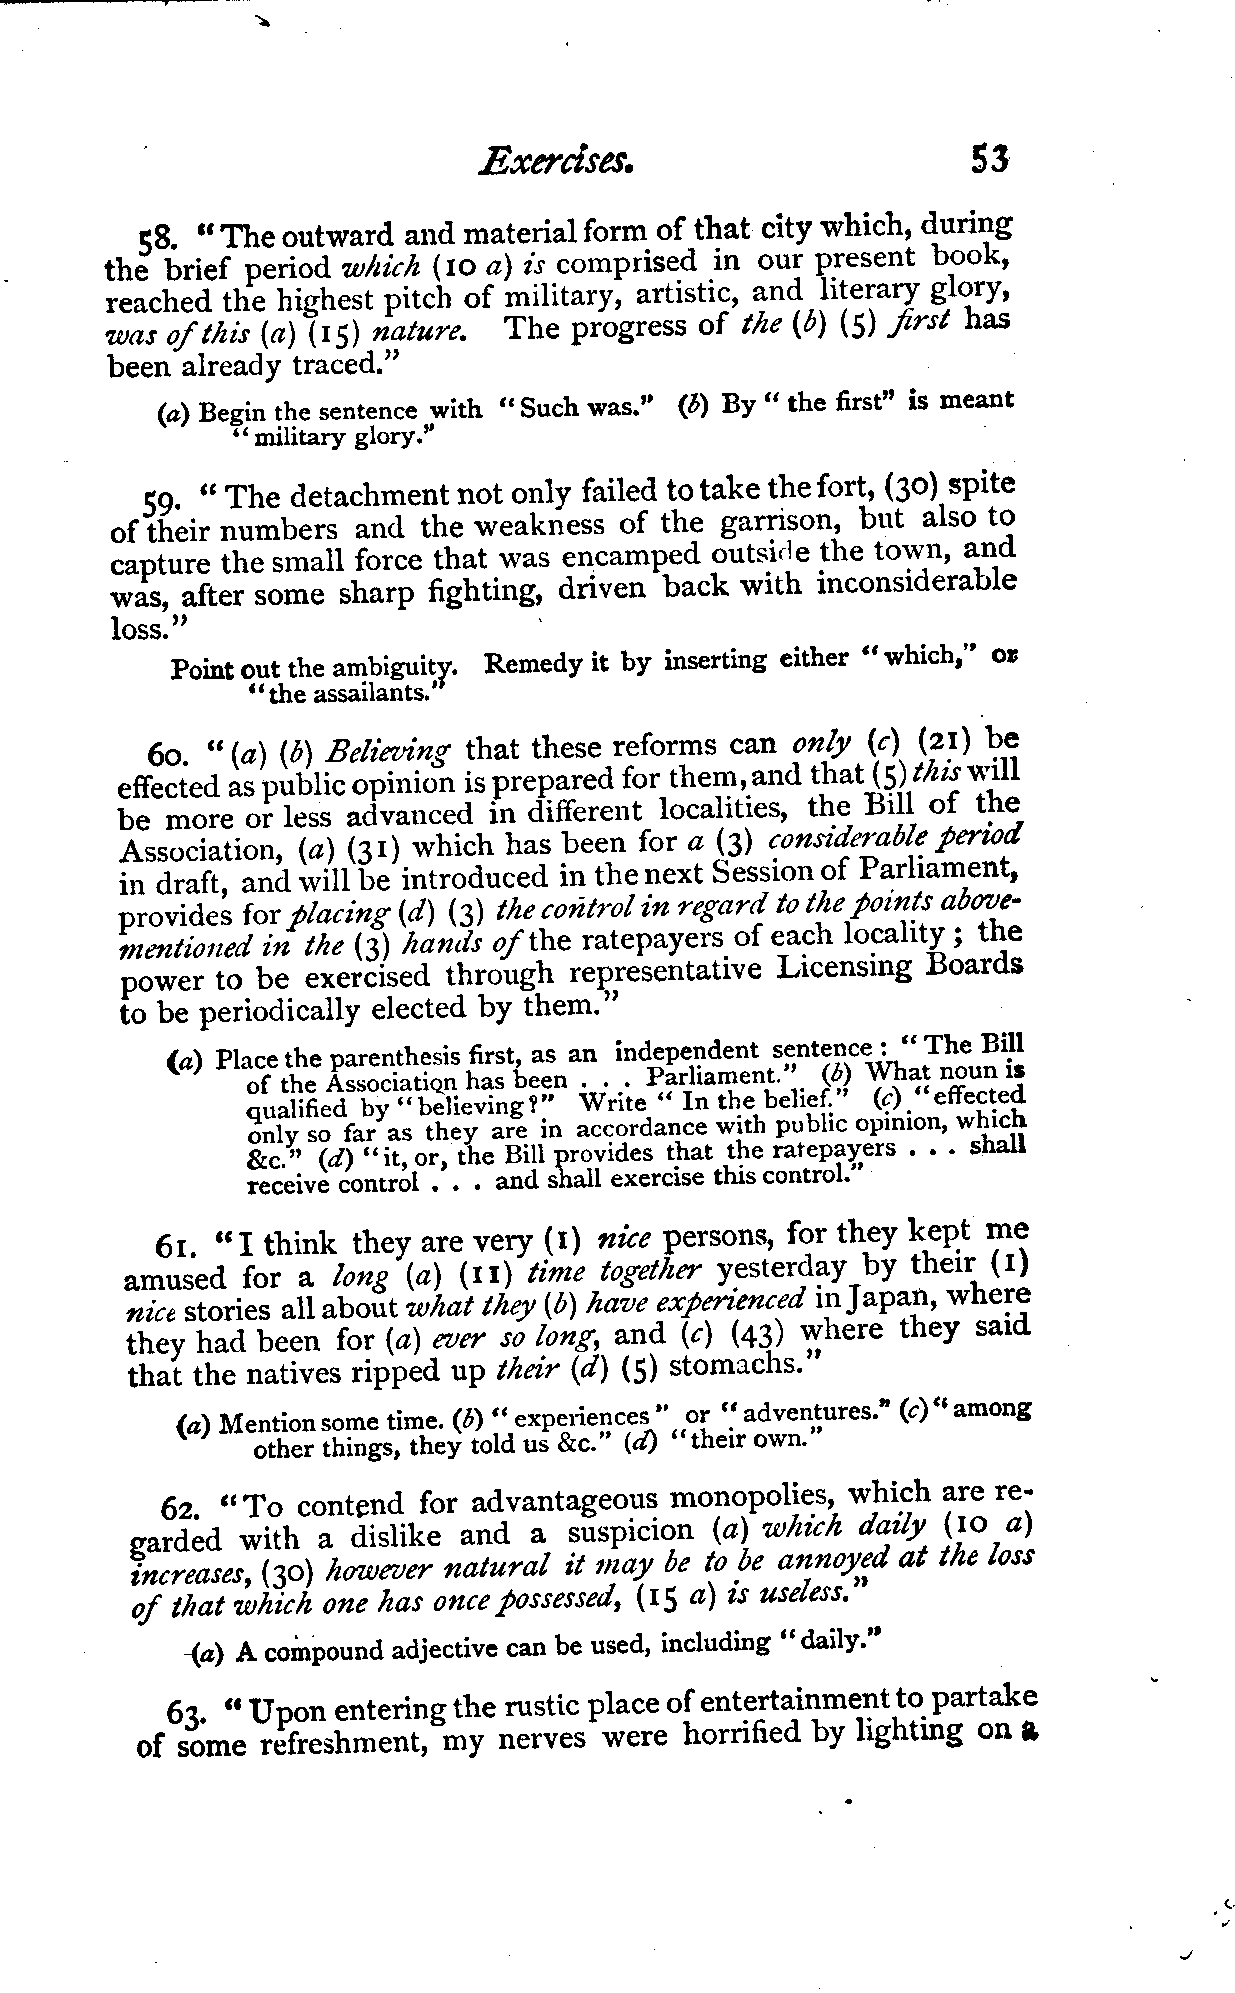 Exercises. 53
58. "The outward and material form of that city which, during
the brief period which (10 a) is comprised in our present book,
reached the highest pitch of military, artistic, and literary glory,
was of this (a) (15) nature. The progress of the (b) (5) first has
been already traced."
(a) Begin the sentence with "Such was." (b) By "the first" is meant
"military glory."
59. "The detachment not only failed to take the fort, (30) spite
of their numbers and the weakness of the garrison, but also to
capture the small force that was encamped outside the town, and
was, after some sharp fighting, driven back with inconsiderable
loss."
Point out the ambiguity. Remedy it by inserting either "which," or
"the assailants."
60. "(a) (b) Believing that these reforms can only (c) (21) be
effected as public opinion is prepared for them, and that (5) this will
be more or less advanced in different localities, the Bill of the
Association, (a) (31) which has been for a (3) considerable period
in draft, and will be introduced in the next Session of Parliament,
provides for placing (d) (3) the control in regard to the points above-
mentioned in the (3) hands of the ratepayers of each locality; the
power to be exercised through representative Licensing Boards
to be periodically elected by them."
(a) Place the parenthesis first, as an independent sentence: "The Bill
of the Association has been . . . Parliament." (b) What noun is
qualified by "believing?" Write "In the belief." (c) "effected
only so far as they are in accordance with public opinion, which
&c." (d) "it, or, the Bill provides that the ratepayers . . . shall
receive control . . . and shall exercise this control."
61. "I think they are very (1) nice persons, for they kept me
amused for a long (a) (11) time together yesterday by their (1)
nice stories all about what they (b) have experienced in Japan, where
they had been for (a) ever so long, and (c) (43) where they said
that the natives ripped up their (d) (5) stomachs."
(a) Mention some time. (b) "experiences" or "adventures." (c) "among
other things, they told us &c." (d) "their own."
62. "To contend for advantageous monopolies, which are re-
garded with a dislike and a suspicion (a) which daily (10 a)
increases, (30) however natural it may be to be annoyed at the loss
of that which one has once possessed, (15 a) is useless."
(a) A compound adjective can be used, including "daily."
63. "Upon entering the rustic place of entertainment to partake
of some refreshment, my nerves were horrified by lighting on a